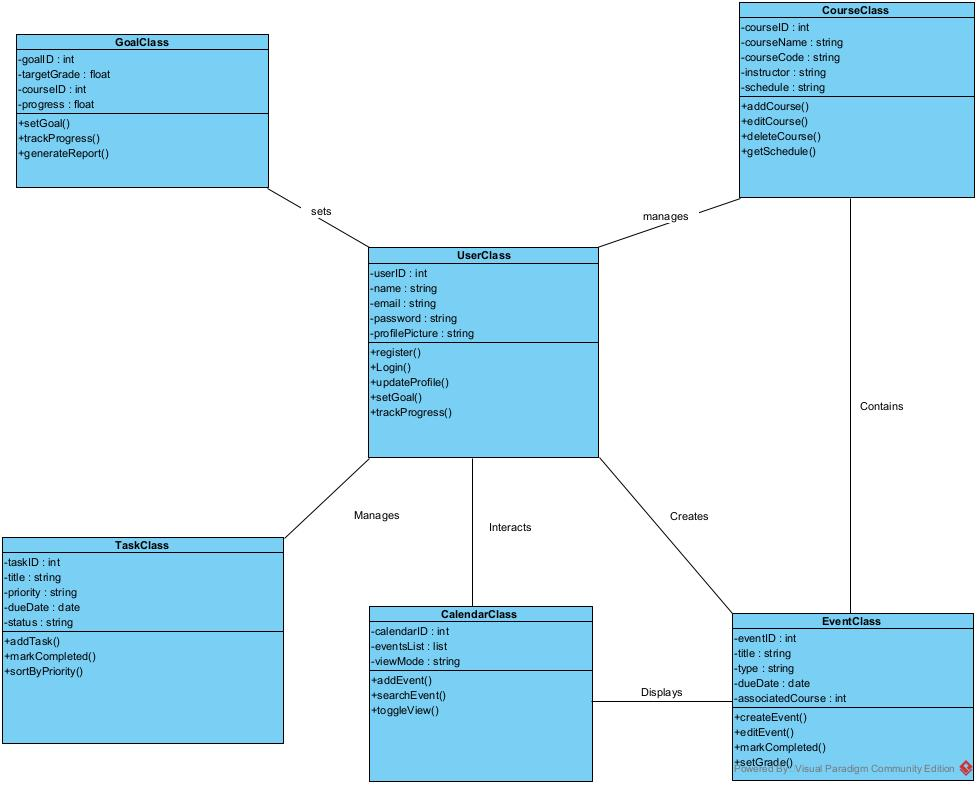 GoalClass
-goalID : int
-targetGrade : float
-courseID : int
-progress : float
+setGoal()
+trackProgress()
+generateReport()
CourseClass
-courseID : int
-courseName : string
-courseCode : string
-instructor : string
-schedule : string
+addCourse()
+editCourse()
+deleteCourse()
+getSchedule()
sets
manages
UserClass
-userID : int
-name : string
-email : string
-password : string
-profilePicture : string
+register()
+Login()
+updateProfile()
+setGoal()
+trackProgress()
Contains
Manages
Interacts
Creates
TaskClass
-taskID : int
-title : string
-priority : string
-dueDate : date
-status : string
+addTask()
+markCompleted()
+sortByPriority()
CalendarClass
-calendarID : int
-eventsList : list
-viewMode : string
+addEvent()
+searchEvent()
+toggleView()
Displays
EventClass
-eventID : int
-title : string
-type : string
-dueDate : date
-associatedCourse : int
+createEvent()
+editEvent()
+markCompleted()
+setGrade()
Powered By: Visual Paradigm Community Edition